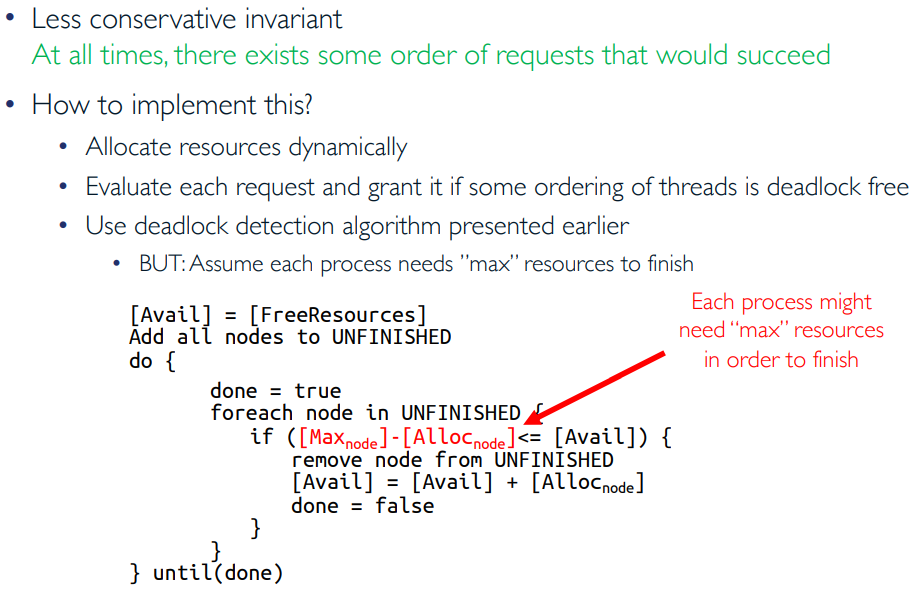 • Less conservative invariant
At all times, there exists some order of requests that would succeed
• How to implement this?
• Allocate resources dynamically
• Evaluate each request and grant it if some ordering of threads is deadlock free
• Use deadlock detection algorithm presented earlier
• BUT: Assume each process needs ”max” resources to finish
Each process might
need “max” resources
in order to finish
[Avail] = [FreeResources]
Add all nodes to UNFINISHED
do {
done = true
foreach node in UNFINISHED {
if ([Maxnode]-[Allocnode]<= [Avail]) {
remove node from UNFINISHED
[Avail] = [Avail] + [Allocnode]
done = false
}
}
} until(done)